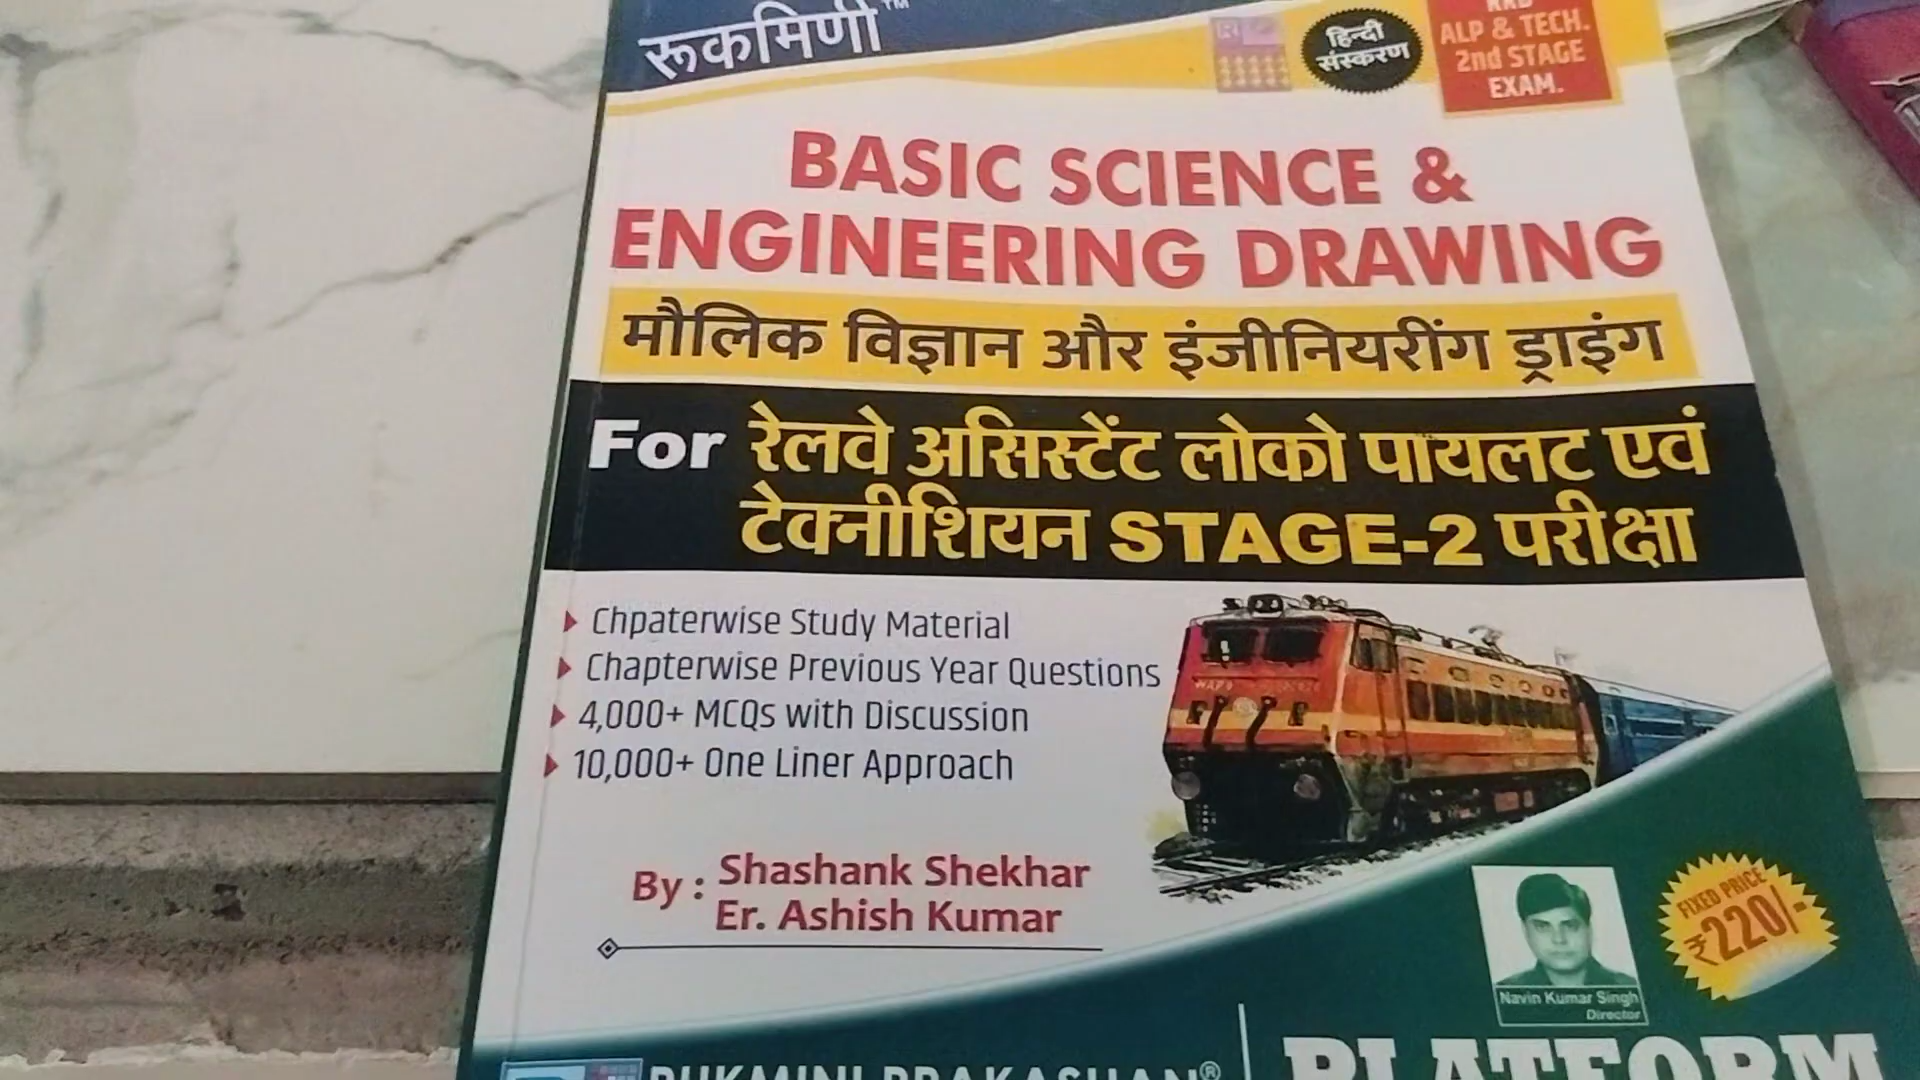 रूकमिणी™
हिन्दी
संस्करण
RRB
ALP & TECH.
2nd STAGE
EXAM.
BASIC SCIENCE &
ENGINEERING DRAWING
मौलिक विज्ञान और इंजीनियरींग ड्राइंग
For रेलवे असिस्टेंट लोको पायलट एवं
टेक्नीशियन STAGE-2 परीक्षा
Chpaterwise Study Material
Chapterwise Previous Year Questions
4,000+ MCQs with Discussion
10,000+ One Liner Approach
By : Shashank Shekhar
Er. Ashish Kumar
FIXED PRICE
₹220/-
Navin Kumar Singh
Director
RUKMINI PRAKASHAN®
PLATFORM